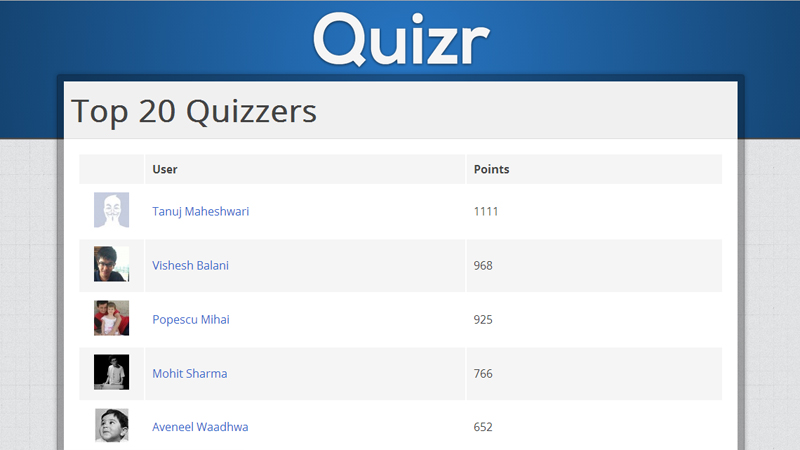 Quizr
Top 20 Quizzers
User Points
Tanuj Maheshwari 1111
Vishesh Balani 968
Popescu Mihai 925
Mohit Sharma 766
Aveneel Waadhwa 652